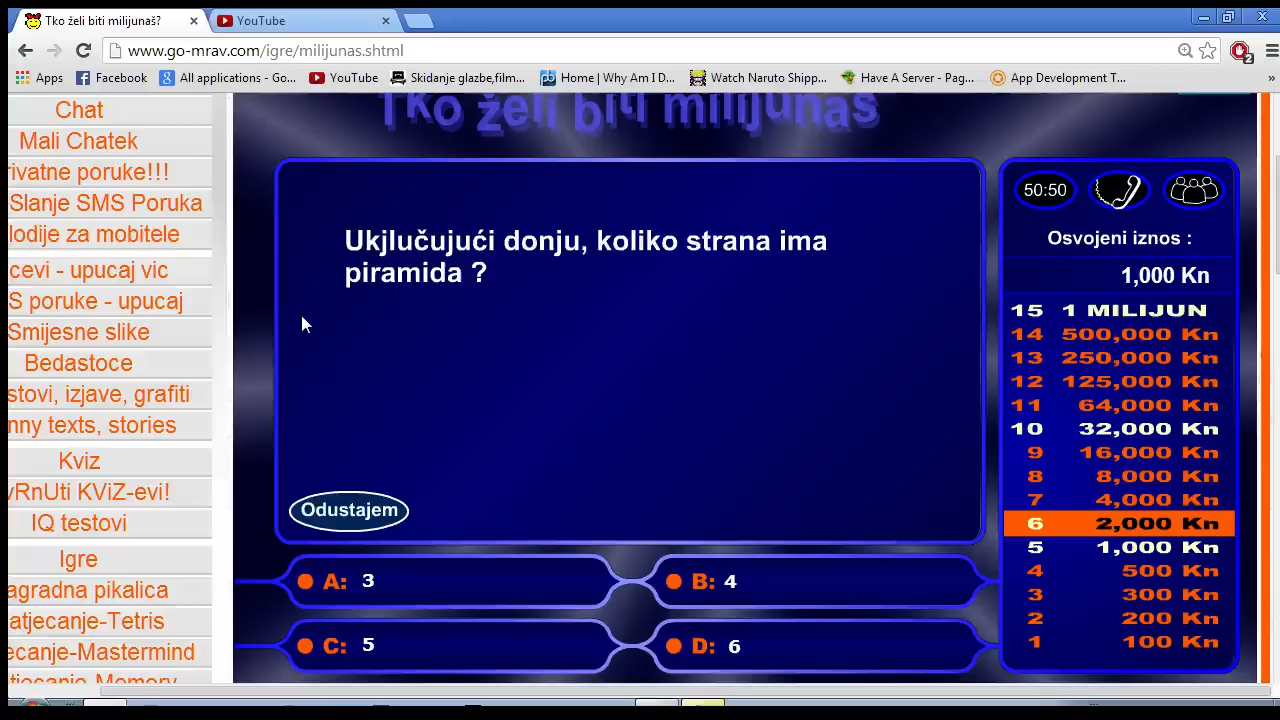 Tko želi biti milijunaš?
YouTube
www.go-mrav.com/igre/milijunas.shtml
2
Apps
Facebook
All applications - Go...
YouTube
Skidanje glazbe,film...
Home | Why Am I D...
Watch Naruto Shipp...
Have A Server - Pag...
App Development T...
»
Chat
Mali Chatek
rivatne poruke!!!
Slanje SMS Poruka
lodije za mobitele
cevi - upucaj vic
S poruke - upucaj
Smijesne slike
Bedastoce
stovi, izjave, grafiti
nny texts, stories
Kviz
vRnUti KViZ-evi!
IQ testovi
Igre
agradna pikalica
atjecanje-Tetris
ecanje-Mastermind
tjecanje-Memory
Tko želi biti milijunaš
Ukjlučujući donju, koliko strana ima
piramida ?
Odustajem
A: 3
B: 4
C: 5
D: 6
50:50
Osvojeni iznos :
1,000 Kn
15 1 MILIJUN
14 500,000 Kn
13 250,000 Kn
12 125,000 Kn
11 64,000 Kn
10 32,000 Kn
9 16,000 Kn
8 8,000 Kn
7 4,000 Kn
6 2,000 Kn
5 1,000 Kn
4 500 Kn
3 300 Kn
2 200 Kn
1 100 Kn